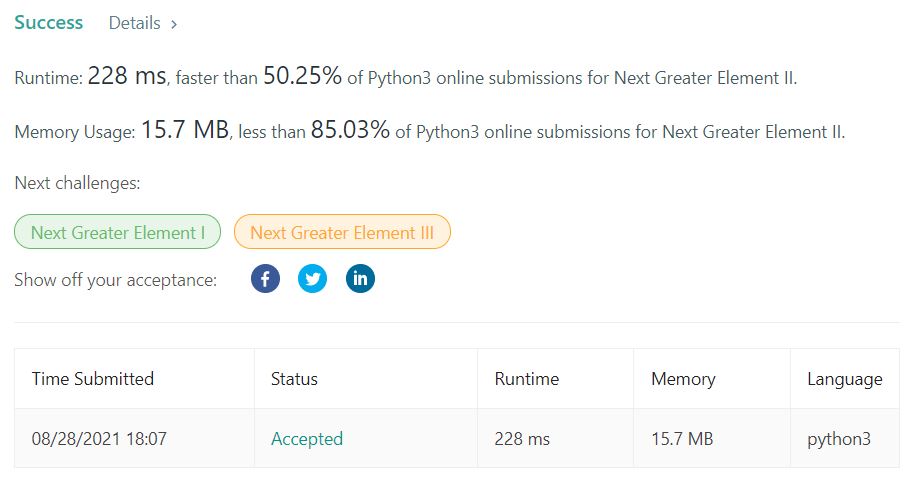 Success Details >
Runtime: 228 ms, faster than 50.25% of Python3 online submissions for Next Greater Element II.
Memory Usage: 15.7 MB, less than 85.03% of Python3 online submissions for Next Greater Element II.
Next challenges:
Next Greater Element I Next Greater Element III
Show off your acceptance:
Time Submitted Status Runtime Memory Language
08/28/2021 18:07 Accepted 228 ms 15.7 MB python3